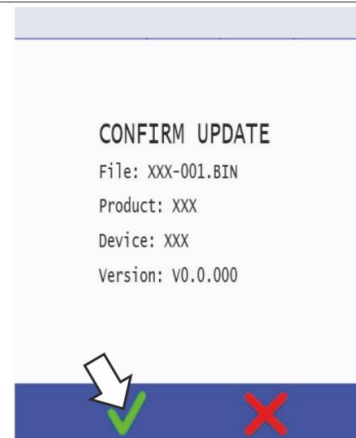 CONFIRM UPDATE
File: XXX-001.BIN
Product: XXX
Device: XXX
Version: V0.0.000